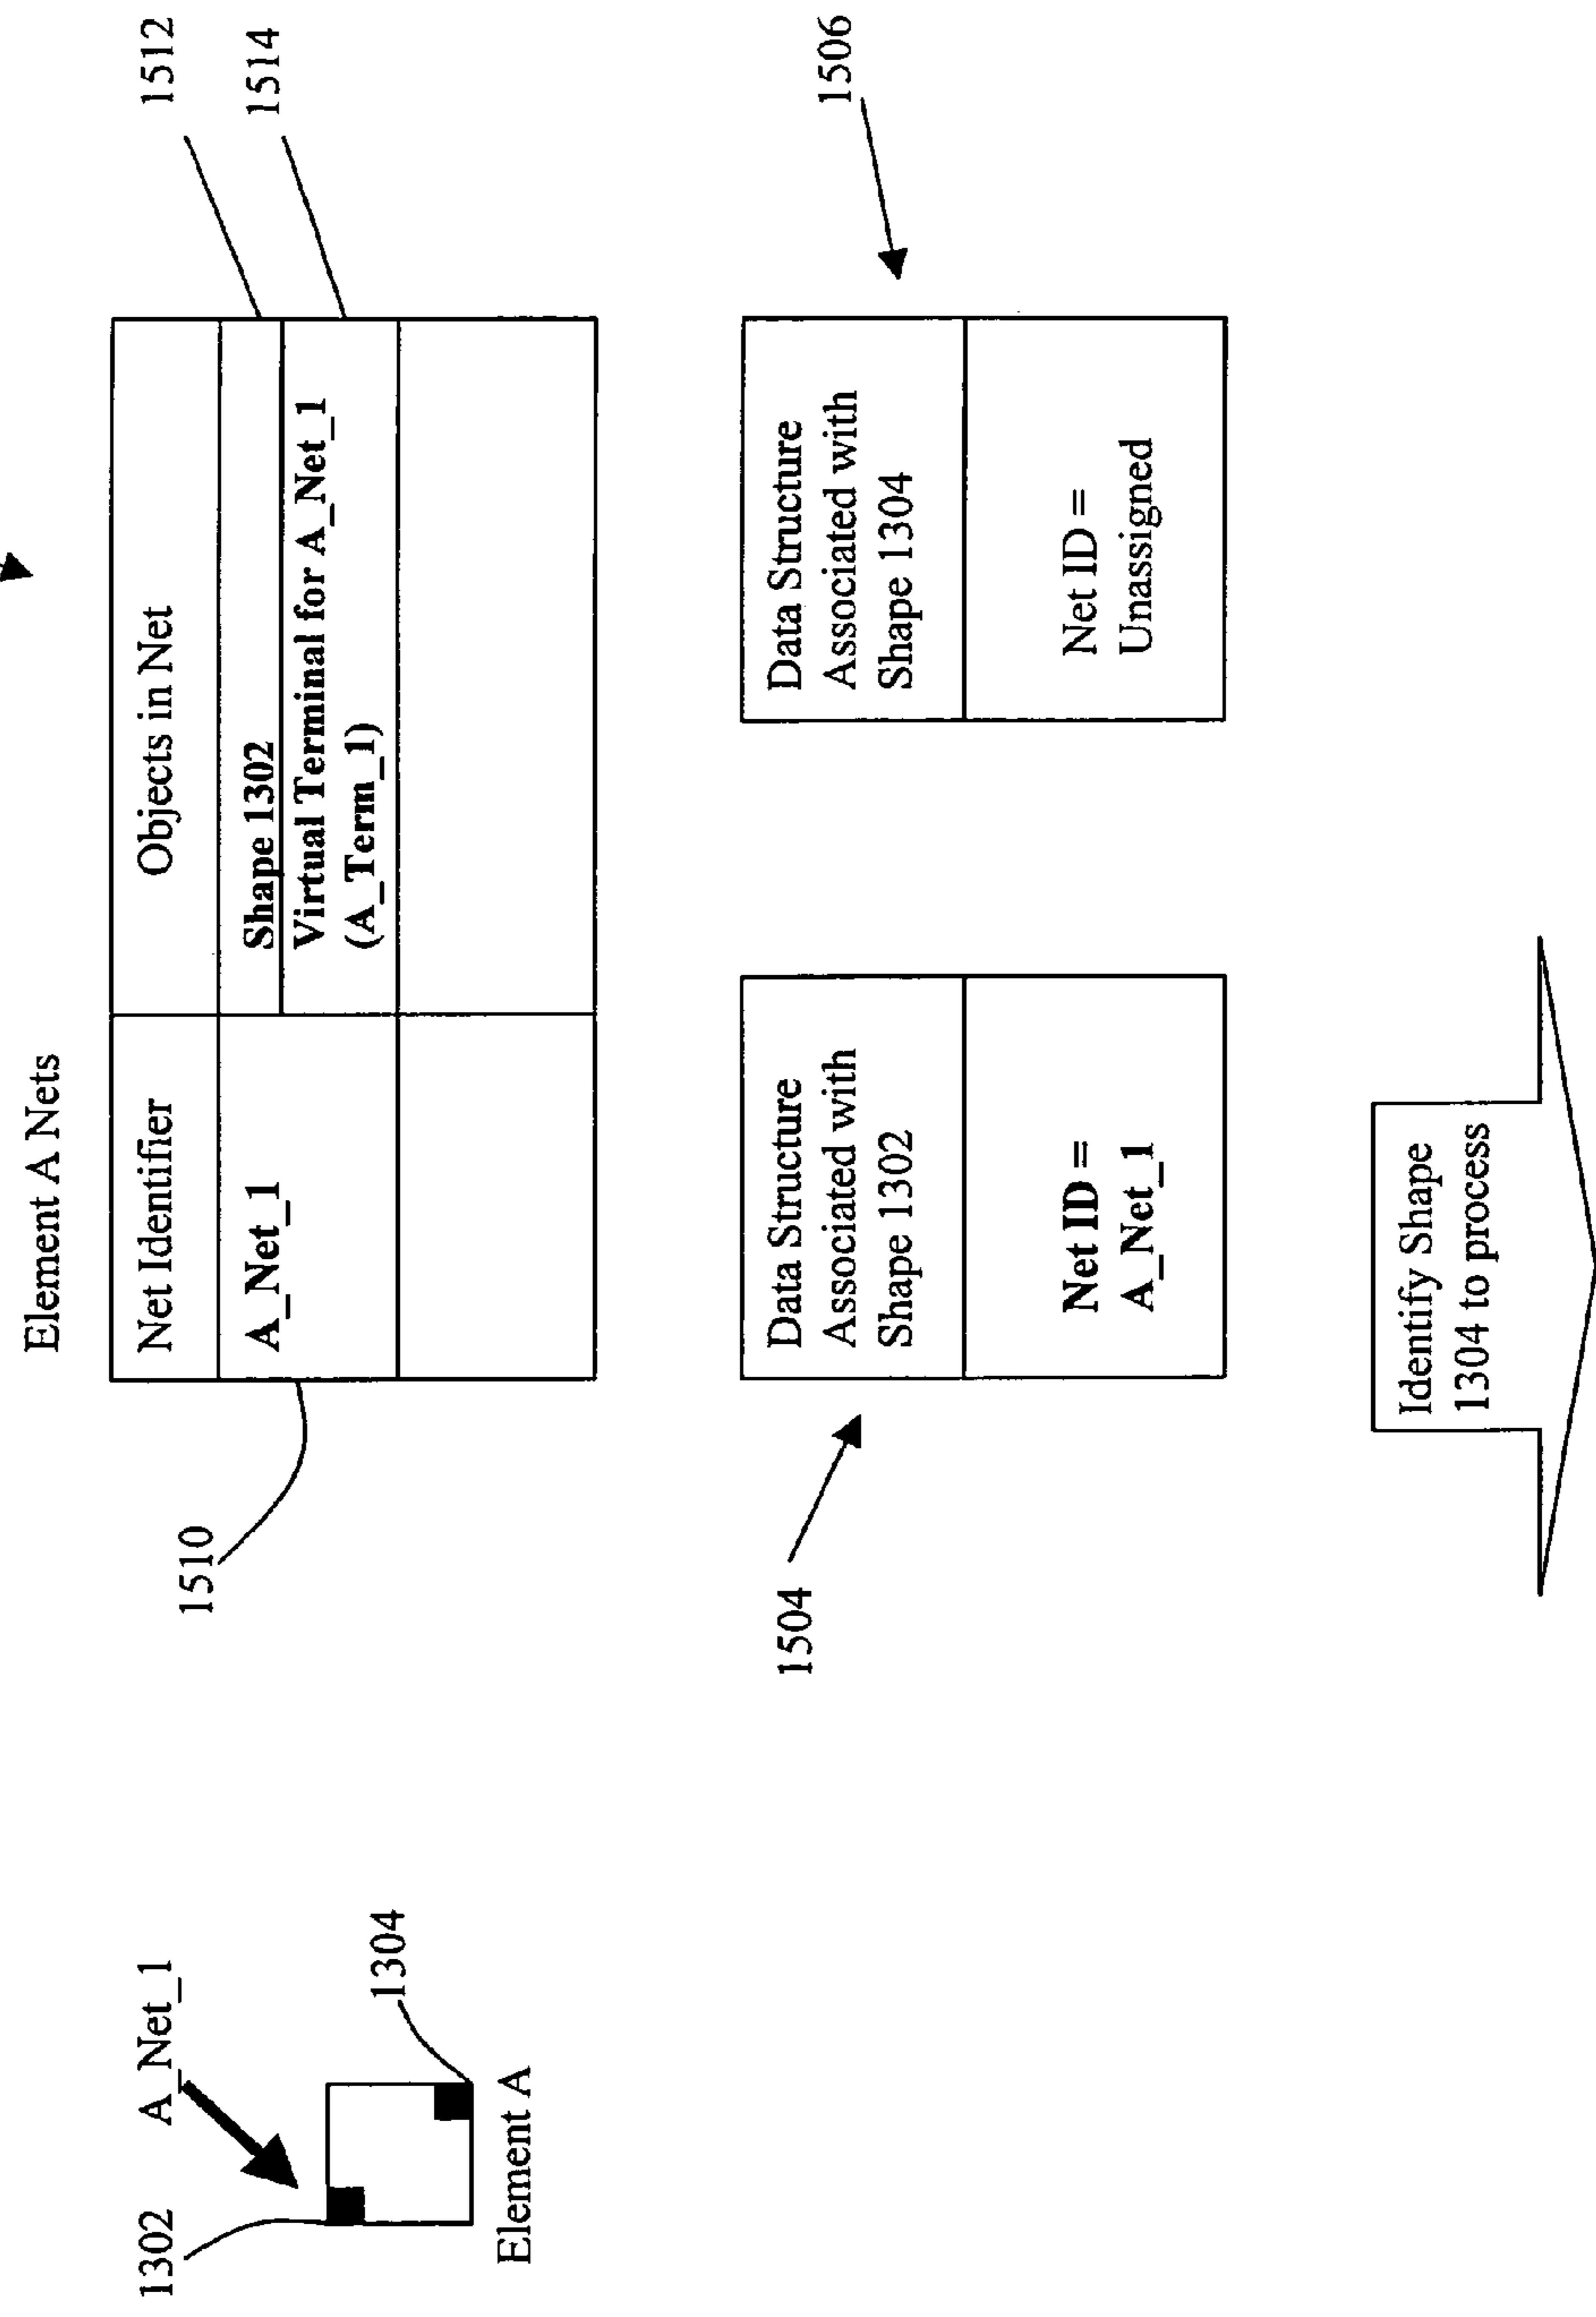 1302
A_Net_1
1304
Element A
Element A Nets
1510
Net Identifier
Objects in Net
A_Net_1
Shape 1302
Virtual Terminal for A_Net_1
(A_Term_1)
1512
1514
1504
Data Structure
Associated with
Shape 1302
Net ID =
A_Net_1
Data Structure
Associated with
Shape 1304
Net ID =
Unassigned
1506
Identify Shape
1304 to process